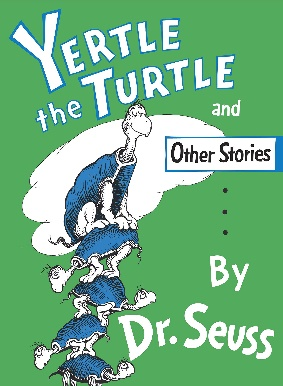 YERTLE
the TURTLE
and
Other Stories
By
Dr. Seuss